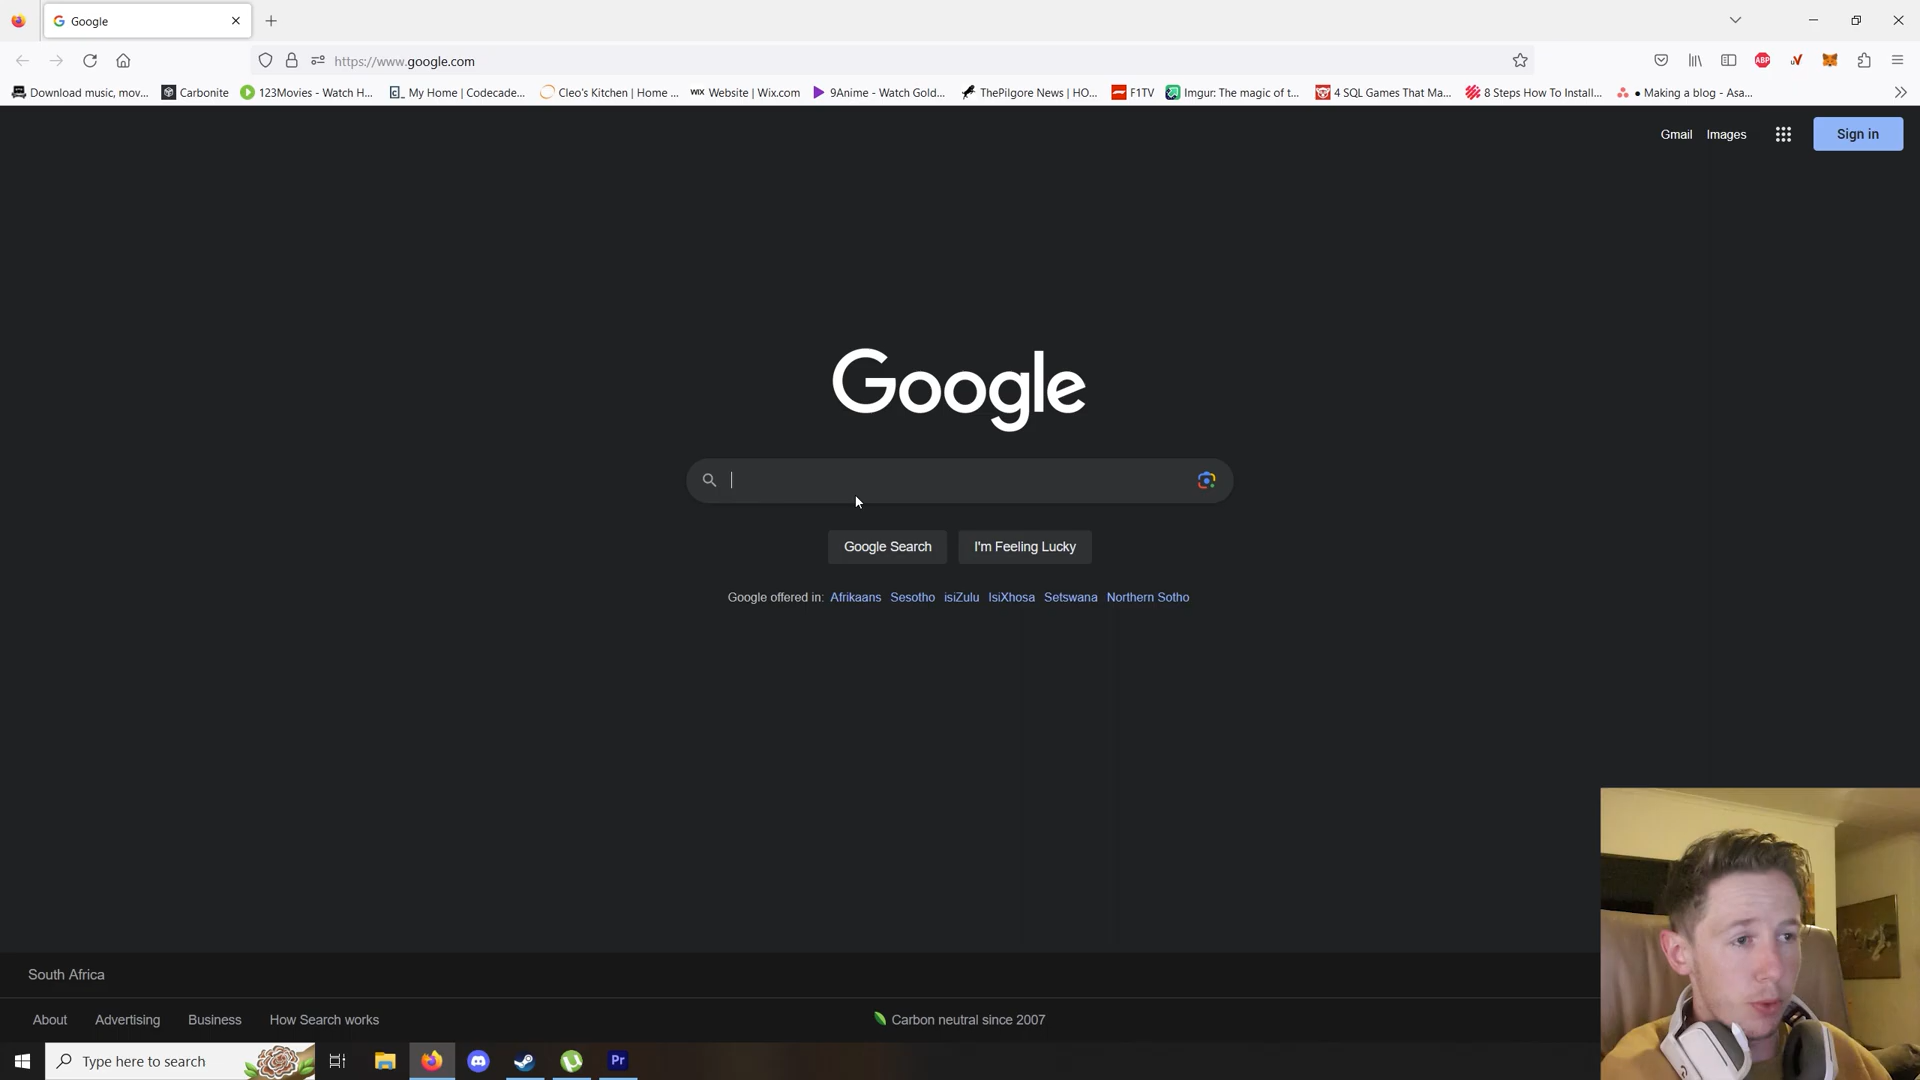 Google
https://www.google.com
Download music, mov... Carbonite 123Movies - Watch H... My Home | Codecade... Cleo's Kitchen | Home ... WIX Website | Wix.com 9Anime - Watch Gold... ThePilgore News | HO... F1TV Imgur: The magic of t... 4 SQL Games That Ma... 8 Steps How To Install... • Making a blog - Asa...
ABP
Gmail Images Sign in
Google
Google Search I'm Feeling Lucky
Google offered in: Afrikaans Sesotho isiZulu IsiXhosa Setswana Northern Sotho
South Africa
About Advertising Business How Search works Carbon neutral since 2007
Type here to search Pr